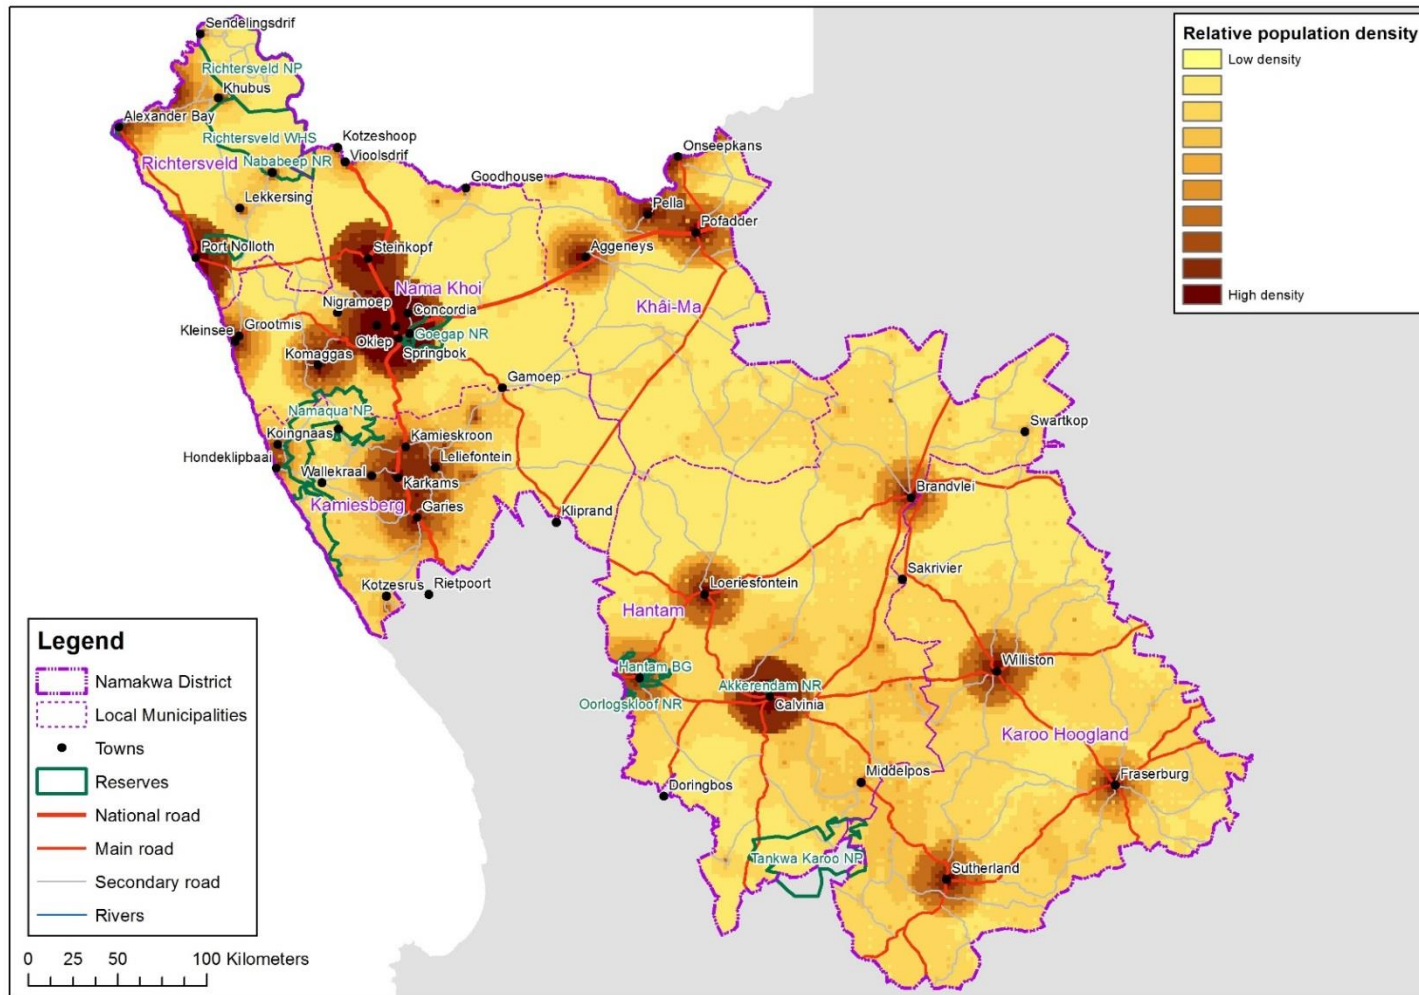 Relative population density
Low density
High density
Sendelingsdrif
Richtersveld NP
Khubus
Alexander Bay
Richtersveld WHS
Kotzeshoop
Vioolsdrif
Richtersveld
Nababeep NR
Onseepkans
Goodhouse
Lekkersing
Pella
Pofadder
Port Nolloth
Steinkopf
Aggeneys
Nama Khoi
Khâi-Ma
Nigramoep
Concordia
Kleinsee
Grootmis
Goegap NR
Okiep
Springbok
Komaggas
Gamoep
Namaqua NP
Koingnaas
Kamieskroon
Swartkop
Hondeklipbaai
Leliefontein
Wallekraal
Karkams
Brandvlei
Kamiesberg
Garies
Kliprand
Kotzesrus
Rietpoort
Loeriesfontein
Sakrivier
Hantam
Hantam BG
Williston
Akkerendam NR
Oorlogskloof NR
Calvinia
Karoo Hoogland
Middelpos
Doringbos
Fraserburg
Tankwa Karoo NP
Sutherland
Legend
Namakwa District
Local Municipalities
Towns
Reserves
National road
Main road
Secondary road
Rivers
0 25 50 100 Kilometers